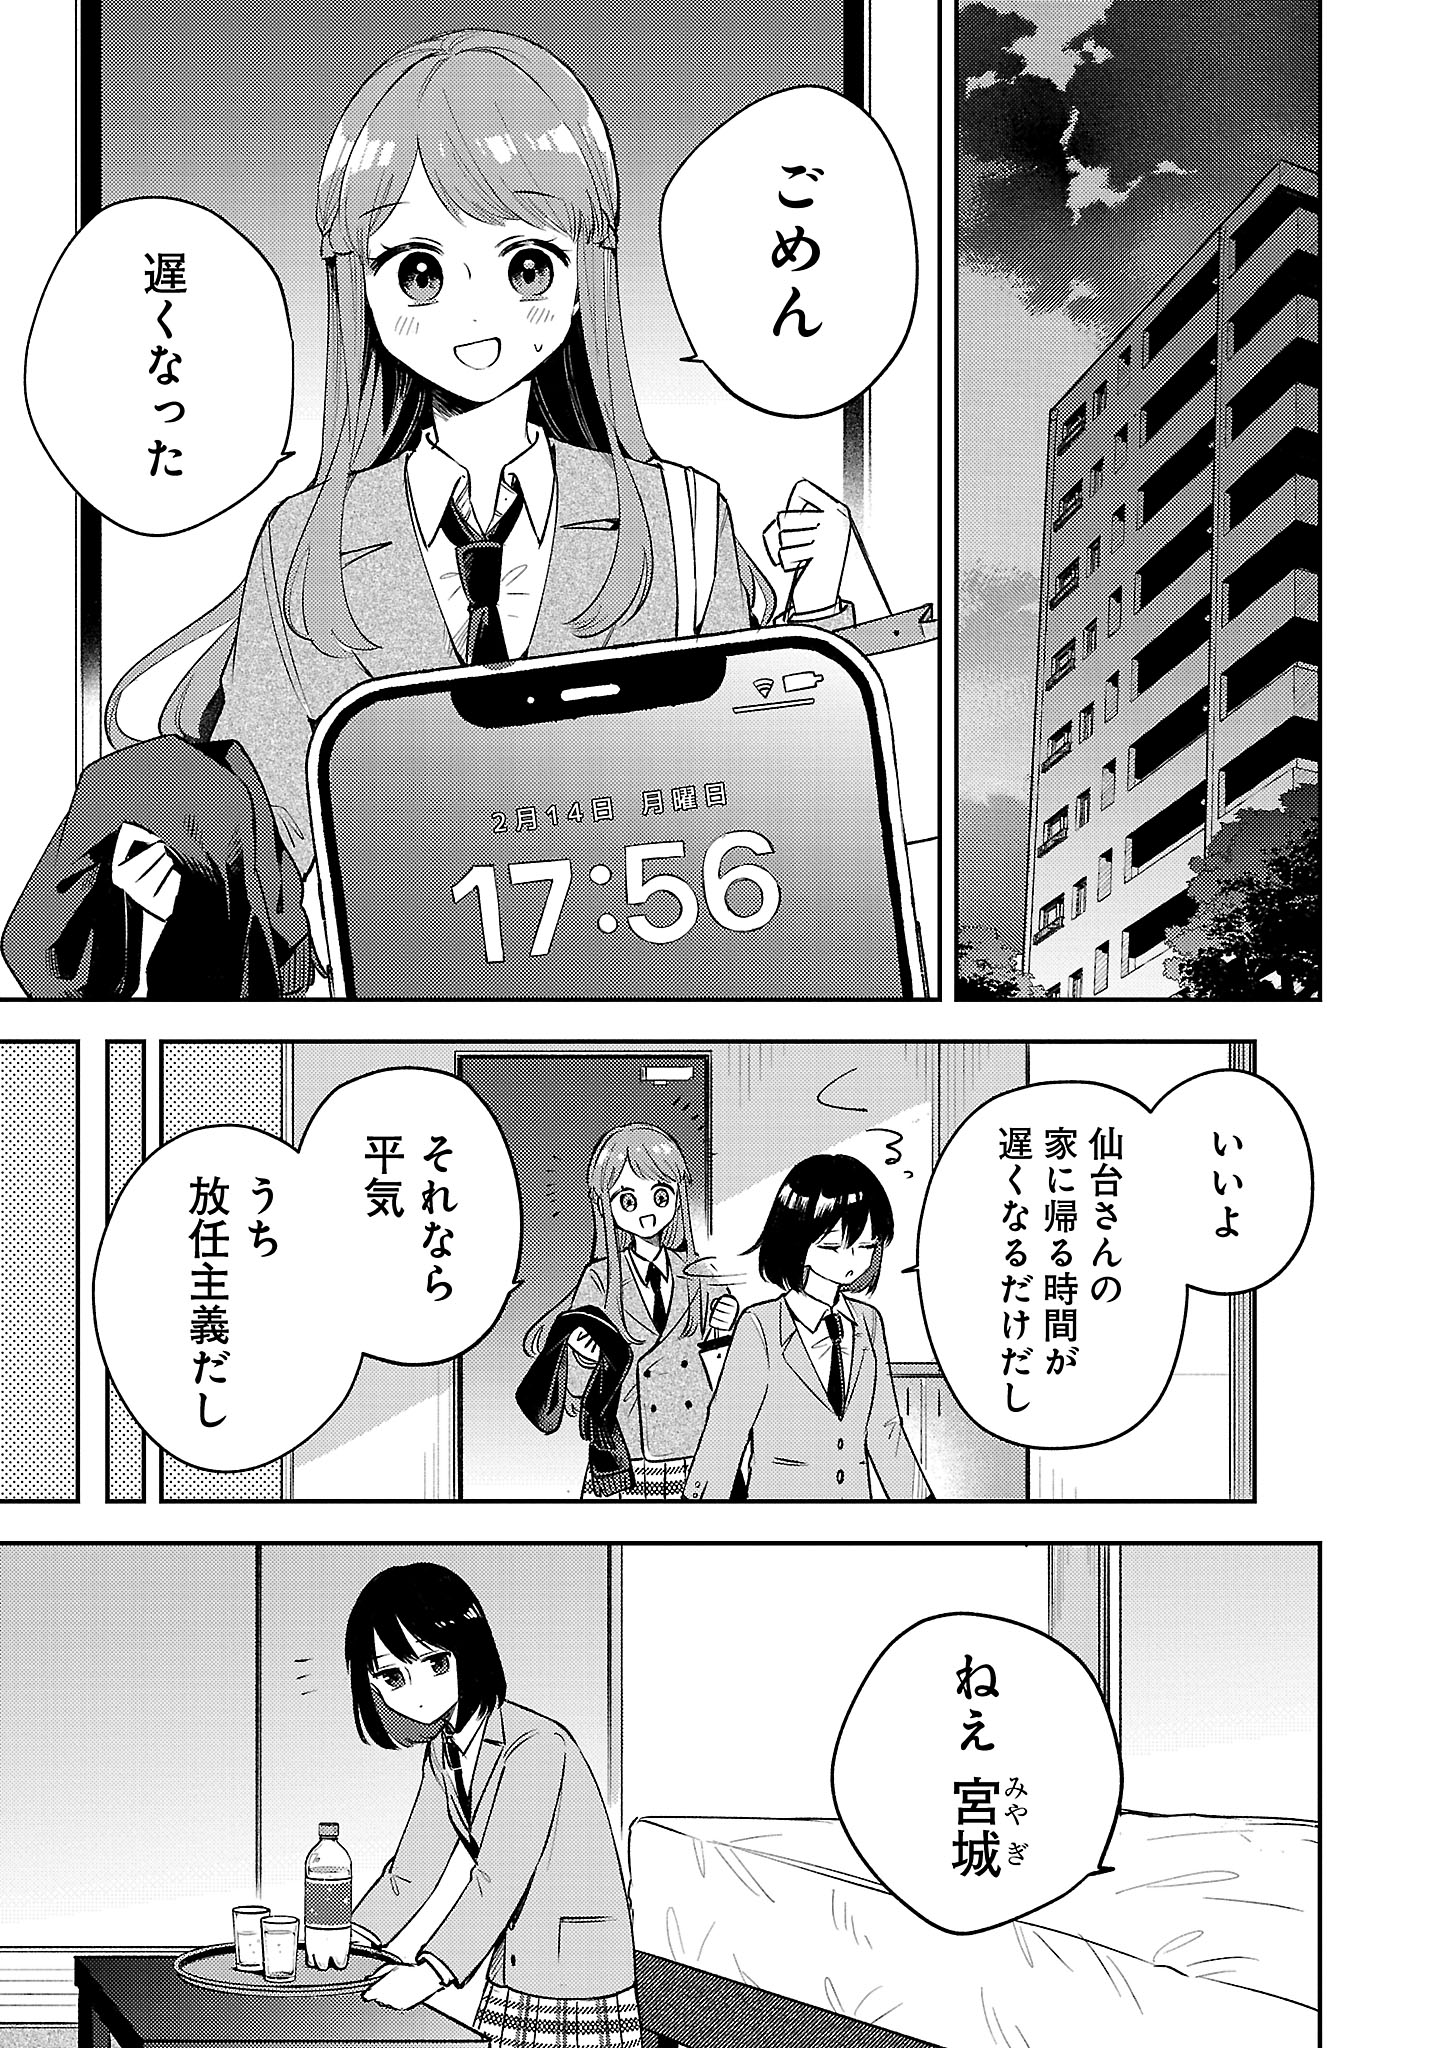 ごめん
遅くなった
2月14日 月曜日
17:56
いいよ
仙台さんの
家に帰る時間が
遅くなるだけだし
それなら
平気
うち
放任主義だし
ねえ 宮城
みやぎ